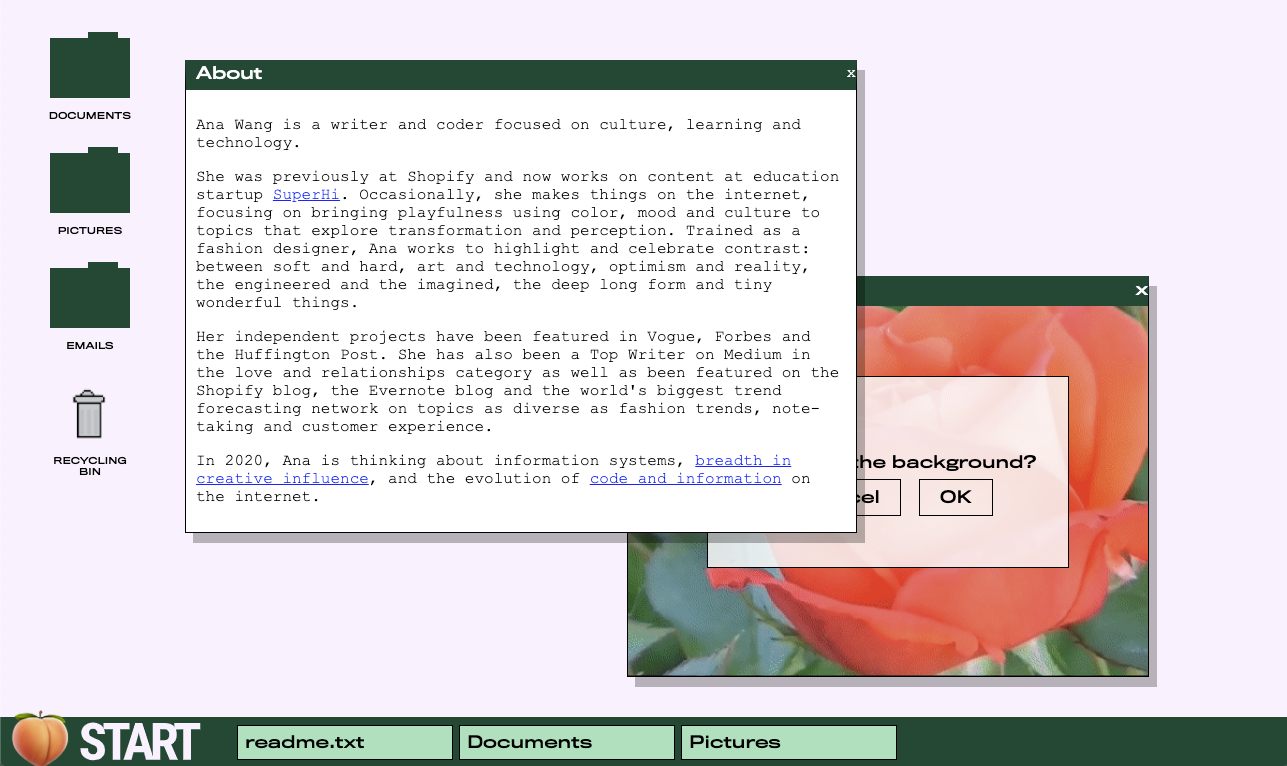 DOCUMENTS
PICTURES
EMAILS
RECYCLING
BIN
About
x
Ana Wang is a writer and coder focused on culture, learning and
technology.
She was previously at Shopify and now works on content at education
startup SuperHi. Occasionally, she makes things on the internet,
focusing on bringing playfulness using color, mood and culture to
topics that explore transformation and perception. Trained as a
fashion designer, Ana works to highlight and celebrate contrast:
between soft and hard, art and technology, optimism and reality,
the engineered and the imagined, the deep long form and tiny
wonderful things.
Her independent projects have been featured in Vogue, Forbes and
the Huffington Post. She has also been a Top Writer on Medium in
the love and relationships category as well as been featured on the
Shopify blog, the Evernote blog and the world's biggest trend
forecasting network on topics as diverse as fashion trends, note-
taking and customer experience.
In 2020, Ana is thinking about information systems, breadth in
creative influence, and the evolution of code and information on
the internet.
x
the background?
cel
OK
START
readme.txt
Documents
Pictures